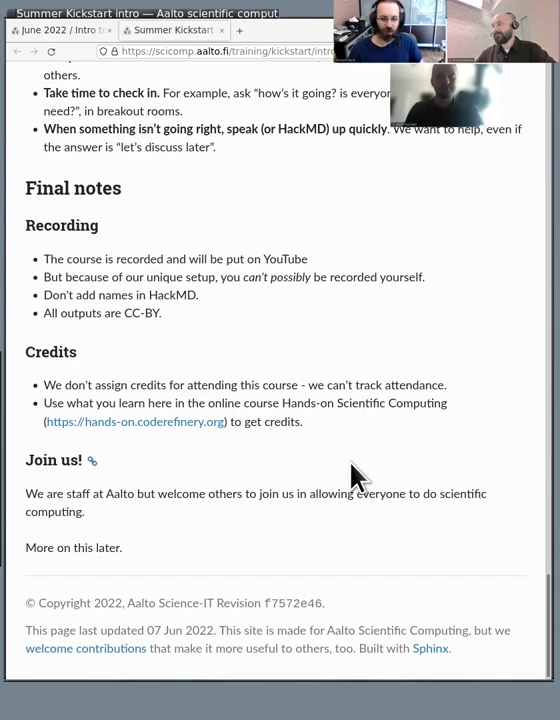 Summer Kickstart intro — Aalto scientific comput
June 2022 / Intro t
Summer Kickstart
https://scicomp.aalto.fi/training/kickstart/intro
others.
Take time to check in. For example, ask “how’s it going? is everyon
need?”, in breakout rooms.
When something isn’t going right, speak (or HackMD) up quickly. We want to help, even if
the answer is “let’s discuss later”.
Final notes
Recording
The course is recorded and will be put on YouTube
But because of our unique setup, you can’t possibly be recorded yourself.
Don’t add names in HackMD.
All outputs are CC-BY.
Credits
We don’t assign credits for attending this course - we can’t track attendance.
Use what you learn here in the online course Hands-on Scientific Computing
(https://hands-on.coderefinery.org) to get credits.
Join us!
We are staff at Aalto but welcome others to join us in allowing everyone to do scientific
computing.
More on this later.
© Copyright 2022, Aalto Science-IT Revision f7572e46.
This page last updated 07 Jun 2022. This site is made for Aalto Scientific Computing, but we
welcome contributions that make it more useful to others, too. Built with Sphinx.